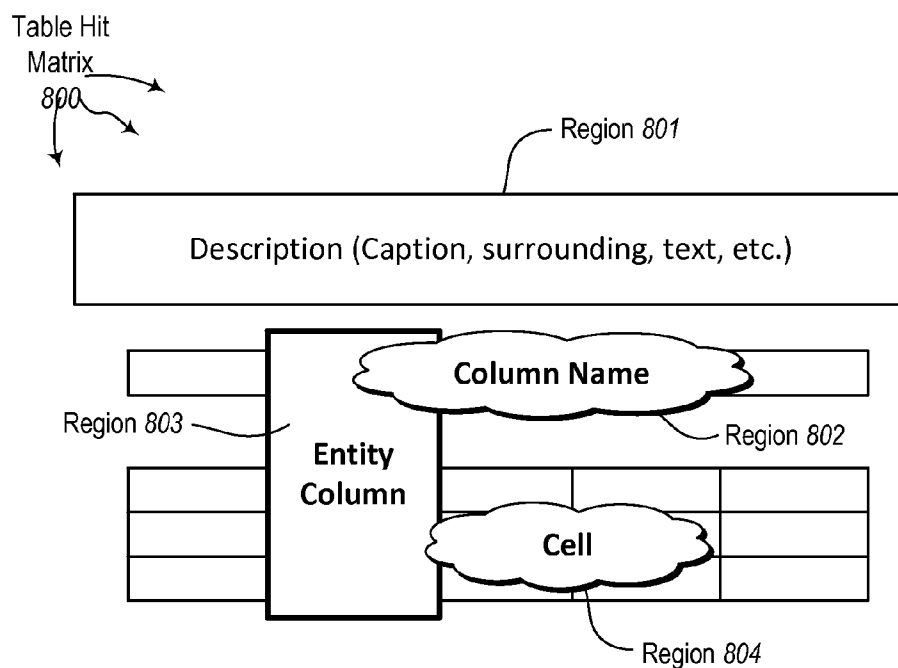 Table Hit
Matrix
800
Region 801
Description (Caption, surrounding, text, etc.)
Column Name
Region 803
Region 802
Entity
Column
Cell
Region 804